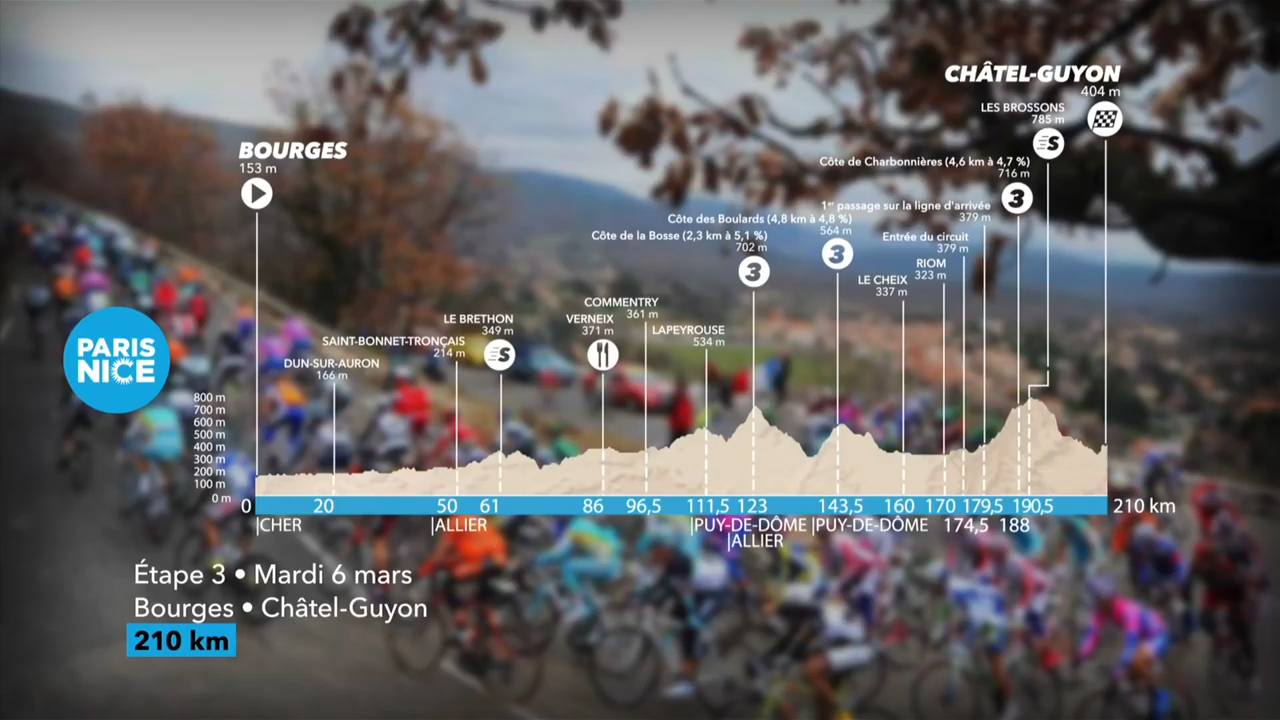 CHÂTEL-GUYON
404 m
LES BROSSONS
785 m
S
BOURGES
153 m
Côte de Charbonnières (4,6 km à 4,7 %)
716 m
3
1er passage sur la ligne d'arrivée
379 m
Côte des Boulards (4,8 km à 4,8 %)
564 m
3
Côte de la Bosse (2,3 km à 5,1 %)
702 m
3
Entrée du circuit
379 m
RIOM
323 m
LE CHEIX
337 m
COMMENTRY
361 m
LE BRETHON
349 m
S
VERNEIX
371 m
LAPEYROUSE
534 m
SAINT-BONNET-TRONÇAIS
214 m
DUN-SUR-AURON
166 m
PARIS
NICE
800 m
700 m
600 m
500 m
400 m
300 m
200 m
100 m
0 m
0 20 50 61 86 96,5 111,5 123 143,5 160 170 179,5 190,5 210 km
|CHER |ALLIER |PUY-DE-DÔME |PUY-DE-DÔME 174,5 188
|ALLIER
Étape 3 • Mardi 6 mars
Bourges • Châtel-Guyon
210 km